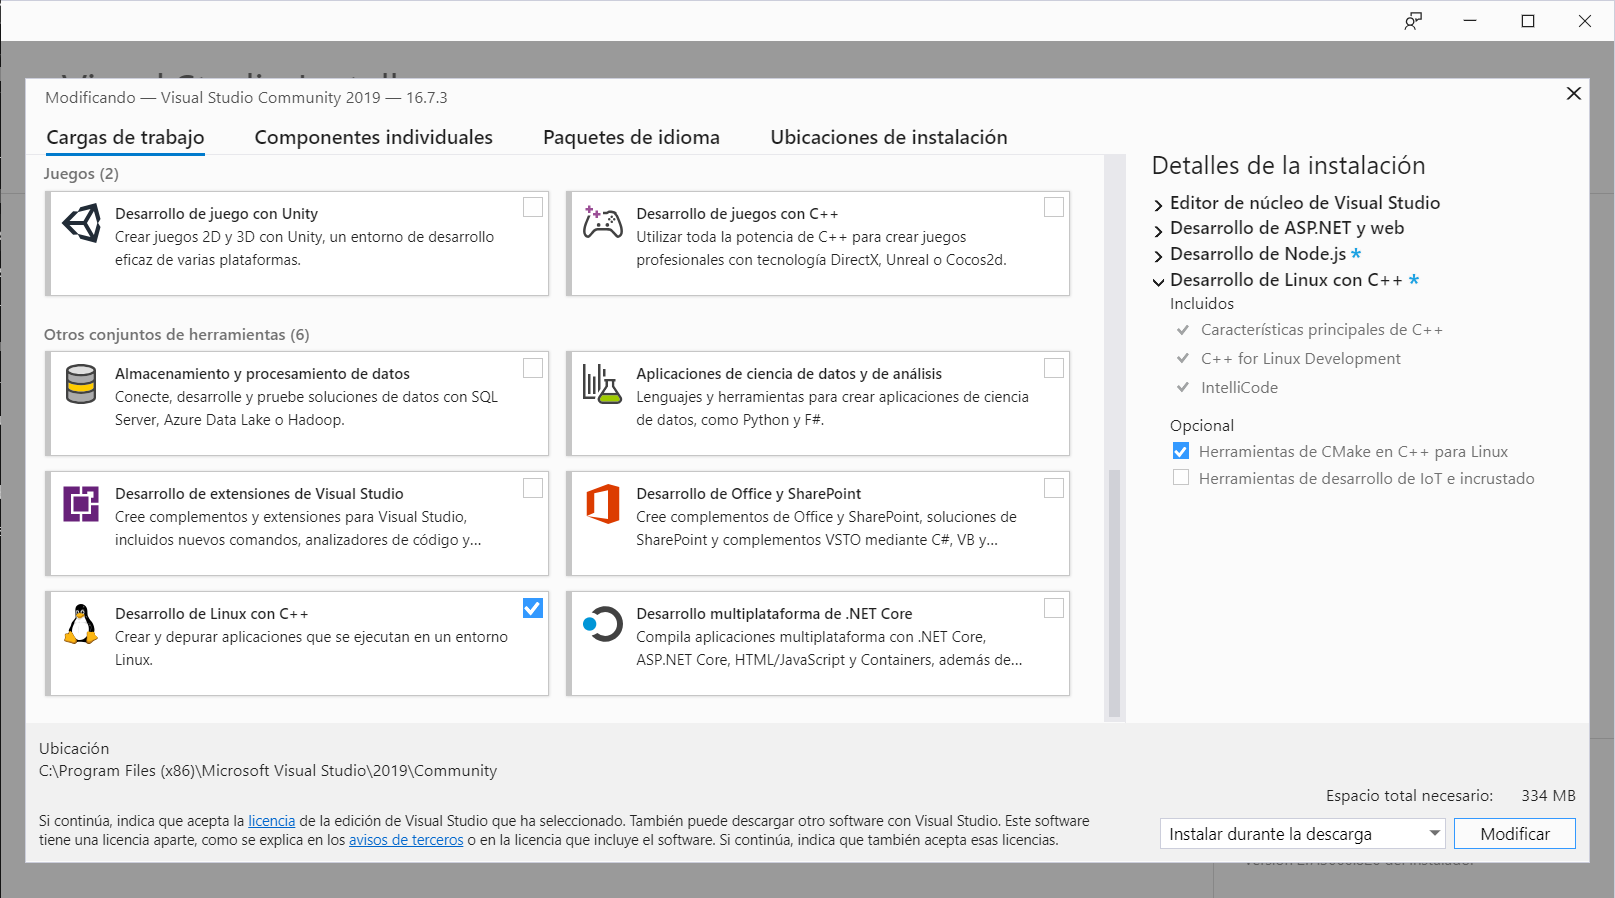 Modificando — Visual Studio Community 2019 — 16.7.3
Cargas de trabajo
Componentes individuales
Paquetes de idioma
Ubicaciones de instalación
Juegos (2)
Desarrollo de juego con Unity
Crear juegos 2D y 3D con Unity, un entorno de desarrollo
eficaz de varias plataformas.
Desarrollo de juegos con C++
Utilizar toda la potencia de C++ para crear juegos
profesionales con tecnología DirectX, Unreal o Cocos2d.
Otros conjuntos de herramientas (6)
Almacenamiento y procesamiento de datos
Conecte, desarrolle y pruebe soluciones de datos con SQL
Server, Azure Data Lake o Hadoop.
Aplicaciones de ciencia de datos y de análisis
Lenguajes y herramientas para crear aplicaciones de ciencia
de datos, como Python y F#.
Desarrollo de extensiones de Visual Studio
Cree complementos y extensiones para Visual Studio,
incluidos nuevos comandos, analizadores de código y...
Desarrollo de Office y SharePoint
Cree complementos de Office y SharePoint, soluciones de
SharePoint y complementos VSTO mediante C#, VB y...
Desarrollo de Linux con C++
Crear y depurar aplicaciones que se ejecutan en un entorno
Linux.
Desarrollo multiplataforma de .NET Core
Compila aplicaciones multiplataforma con .NET Core,
ASP.NET Core, HTML/JavaScript y Containers, además de...
Detalles de la instalación
Editor de núcleo de Visual Studio
Desarrollo de ASP.NET y web
Desarrollo de Node.js *
Desarrollo de Linux con C++ *
Incluidos
Características principales de C++
C++ for Linux Development
IntelliCode
Opcional
Herramientas de CMake en C++ para Linux
Herramientas de desarrollo de IoT e incrustado
Ubicación
C:\Program Files (x86)\Microsoft Visual Studio\2019\Community
Espacio total necesario: 334 MB
Si continúa, indica que acepta la licencia de la edición de Visual Studio que ha seleccionado. También puede descargar otro software con Visual Studio. Este software
tiene una licencia aparte, como se explica en los avisos de terceros o en la licencia que incluye el software. Si continúa, indica que también acepta esas licencias.
Instalar durante la descarga
Modificar